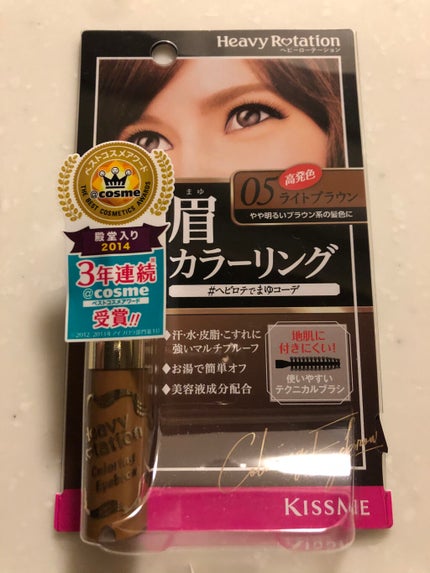 Heavy Rotation
ヘビーローテーション
ベストコスメアワード
@cosme
THE BEST COSMETICS AWARDS
殿堂入り
2014
3年連続
@cosme
ベストコスメアワード
受賞!!
05
高発色
ライトブラウン
やや明るいブラウン系の髪色に
まゆ
眉
カラーリング
#ヘビロテでまゆコーデ
・汗・水・皮脂・こすれに
強いマルチプルーフ
・お湯で簡単オフ
・美容液成分配合
地肌に
付きにくい!
使いやすい
テクニカルブラシ
Heavy
Rotation
Coloring
Eyebrow
Coloring Eyebrow
KISSME